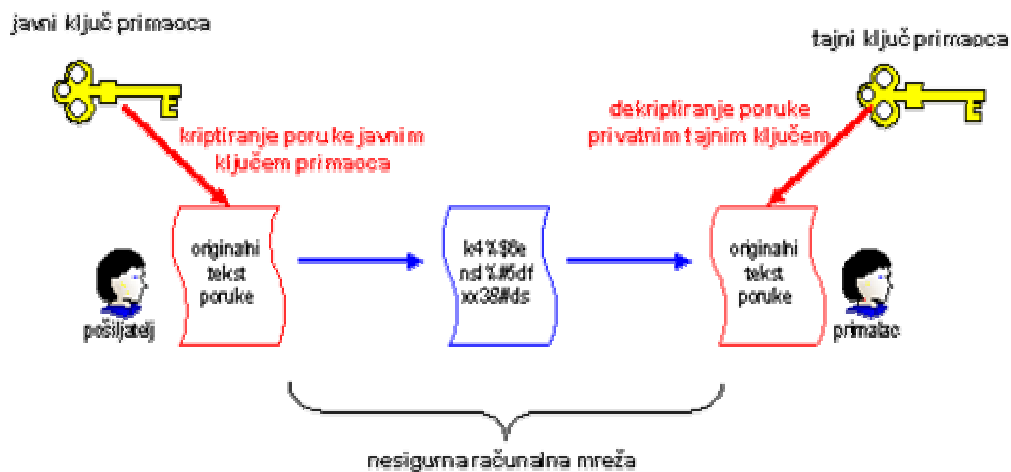 javni ključ primaoca
tajni ključ primaoca
kriptiranje poruke javnim
ključem primaoca
dekriptiranje poruke
privatnim tajnim ključem
originalni
tekst
poruke
k4%$6e
nsl%#5df
xx38#ds
originalni
tekst
poruke
pošiljatelj
primalac
nesigurna računalna mreža